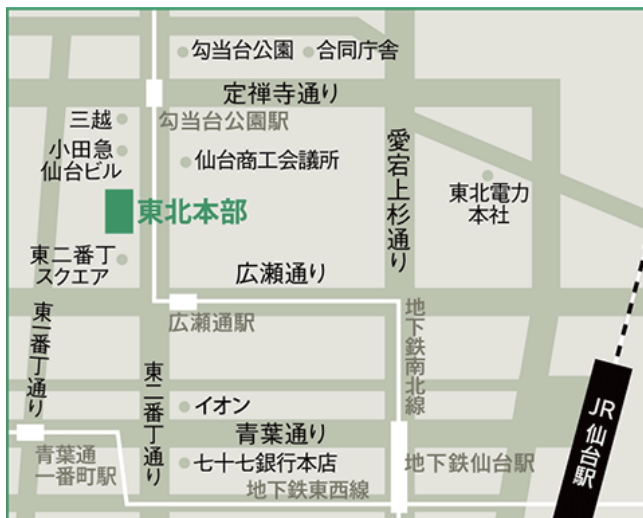 勾当台公園
合同庁舎
定禅寺通り
三越
勾当台公園駅
小田急
仙台ビル
仙台商工会議所
愛宕上杉通り
東北電力
本社
東北本部
東二番丁
スクエア
広瀬通り
広瀬通駅
地下鉄南北線
東一番丁通り
東二番丁通り
イオン
青葉通り
JR仙台駅
青葉通
一番町駅
七十七銀行本店
地下鉄仙台駅
地下鉄東西線